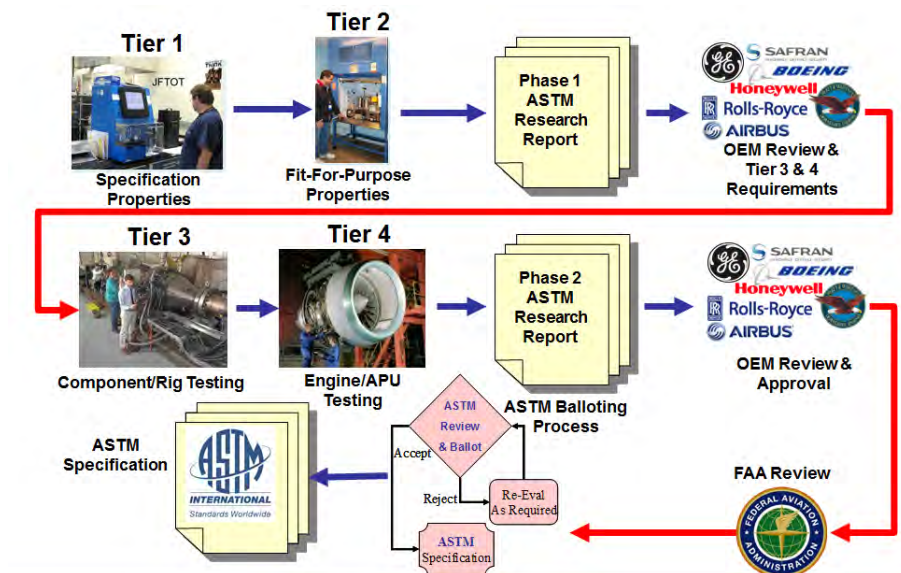 Tier 1
JFTOT
Specification
Properties
Tier 2
Fit-For-Purpose
Properties
Phase 1
ASTM
Research
Report
GE
SAFRAN
BOEING
Honeywell
Rolls-Royce
AIRBUS
OEM Review &
Tier 3 & 4
Requirements
Tier 3
Component/Rig Testing
Tier 4
Engine/APU
Testing
Phase 2
ASTM
Research
Report
GE
SAFRAN
BOEING
Honeywell
Rolls-Royce
AIRBUS
OEM Review &
Approval
FAA Review
FEDERAL AVIATION
ADMINISTRATION
ASTM Balloting
Process
ASTM
Review
& Ballot
Accept
Reject
Re-Eval
As Required
ASTM
Specification
ASTM
Specification
ASTM
INTERNATIONAL
Standards Worldwide